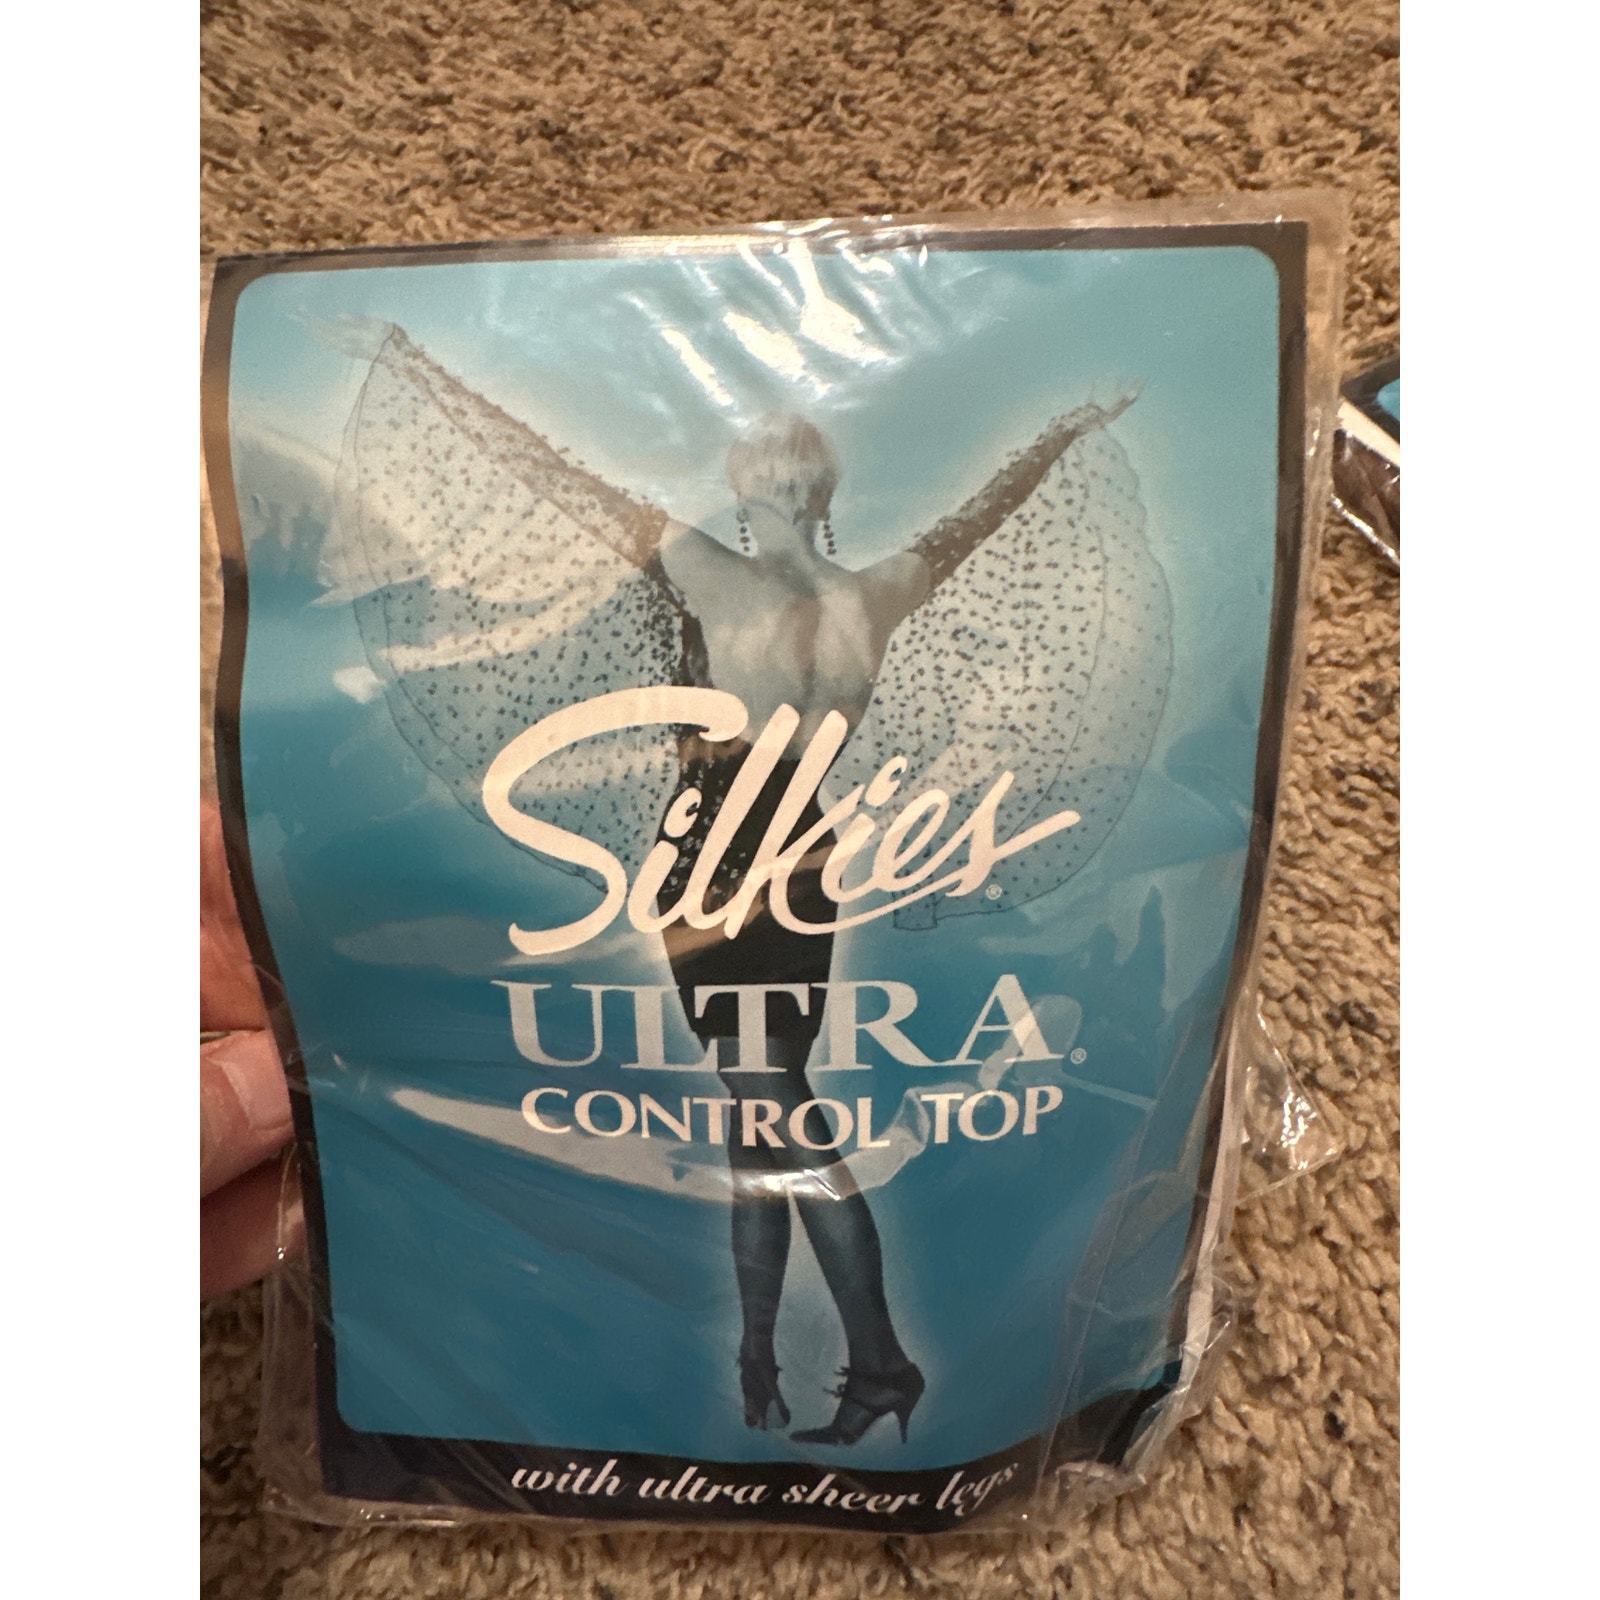 Silkies®
ULTRA®
CONTROL TOP
with ultra sheer legs